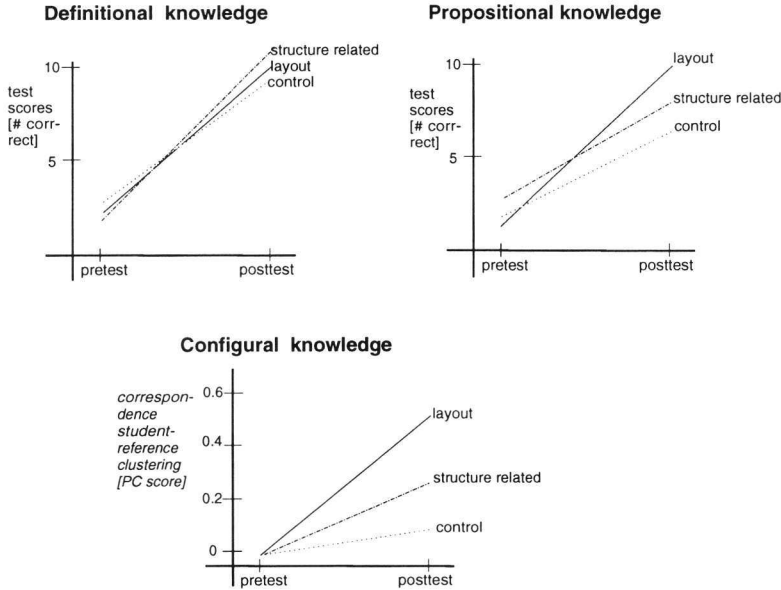 Definitional knowledge
structure related
layout
control
10
test
scores
[# corr-
rect]
5
pretest
posttest
Propositional knowledge
layout
10
test
scores
[# corr-
rect]
structure related
control
5
pretest
posttest
Configural knowledge
0.6
correspon-
dence
student-
reference
clustering
[PC score]
layout
0.4
structure related
0.2
control
0
pretest
posttest